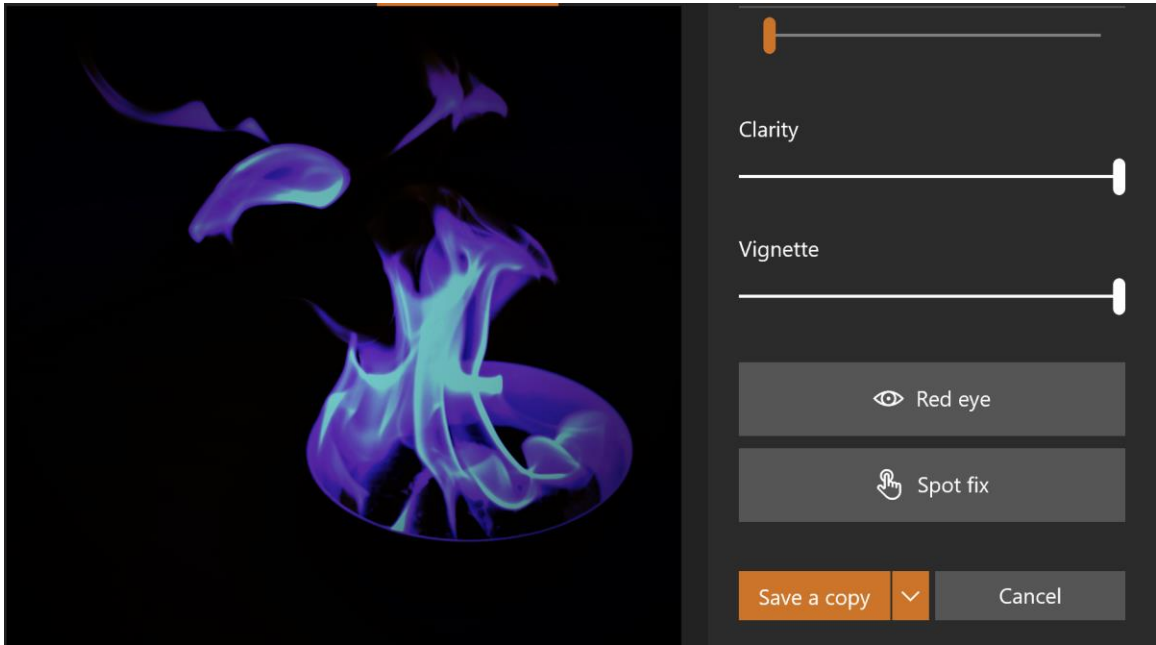 Clarity
Vignette
Red eye
Spot fix
Save a copy
Cancel